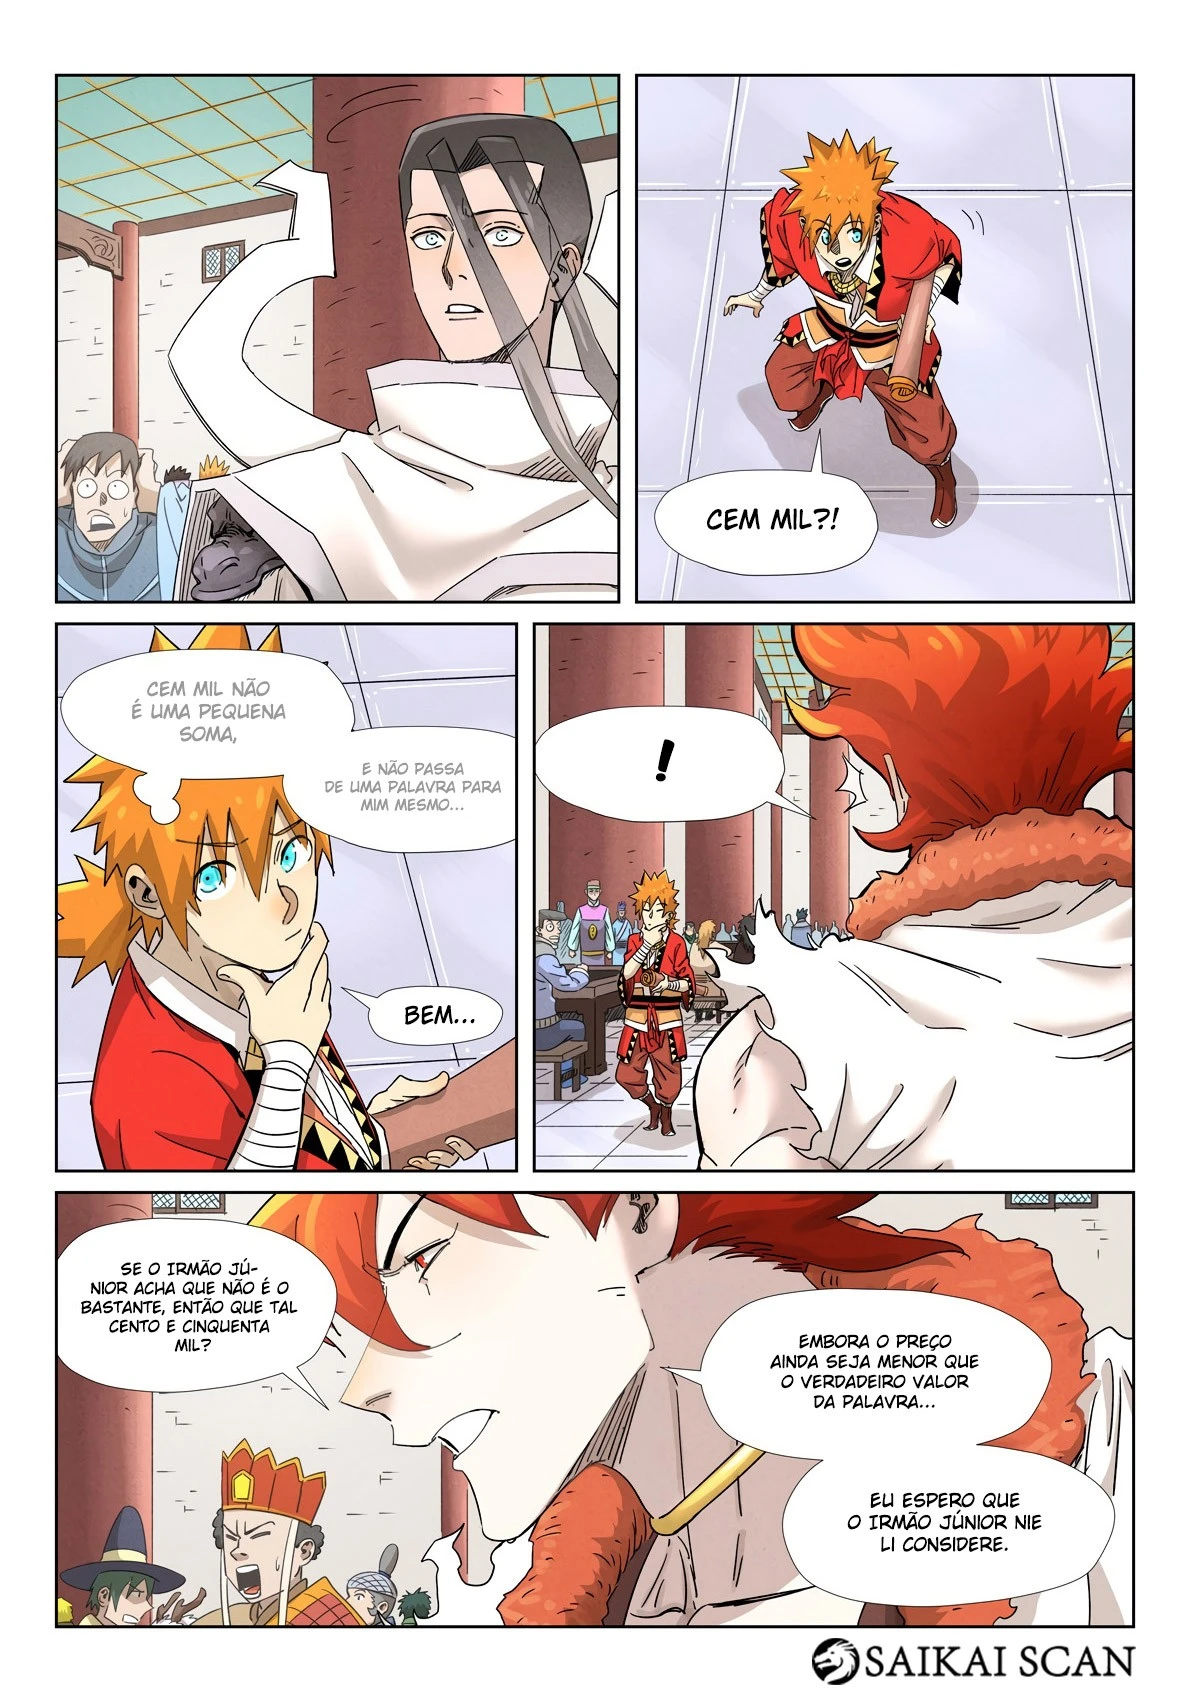 CEM MIL?!
CEM MIL NÃO
É UMA PEQUENA
SOMA,
E NÃO PASSA
DE UMA PALAVRA PARA
MIM MESMO...
BEM...
!
SE O IRMÃO JÚ-
NIOR ACHA QUE NÃO É O
BASTANTE, ENTÃO QUE TAL
CENTO E CINQUENTA
MIL?
EMBORA O PREÇO
AINDA SEJA MENOR QUE
O VERDADEIRO VALOR
DA PALAVRA...
EU ESPERO QUE
O IRMÃO JÚNIOR NIE
LI CONSIDERE.
SAIKAI SCAN